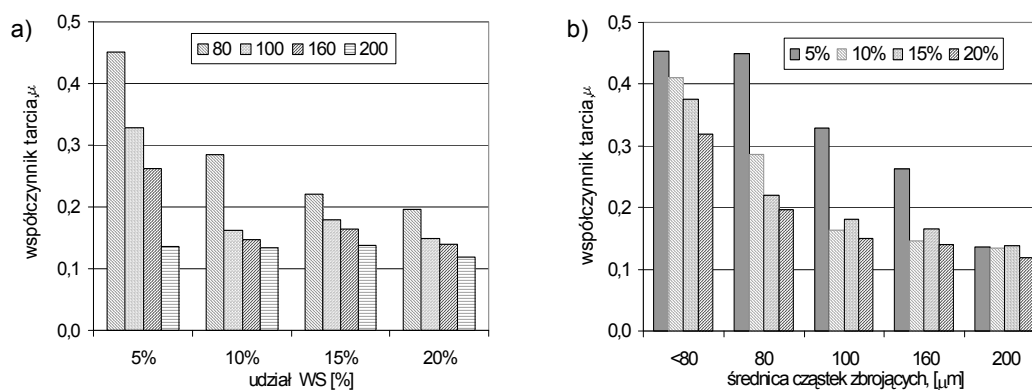 a)
0,5
0,4
0,3
0,2
0,1
0,0
współczynnik tarcia,μ
80 100 160 200
5% 10% 15% 20%
udział WS [%]
b)
0,5
0,4
0,3
0,2
0,1
0,0
współczynnik tarcia,μ
5% 10% 15% 20%
<80 80 100 160 200
średnica cząstek zbrojących, [μm]